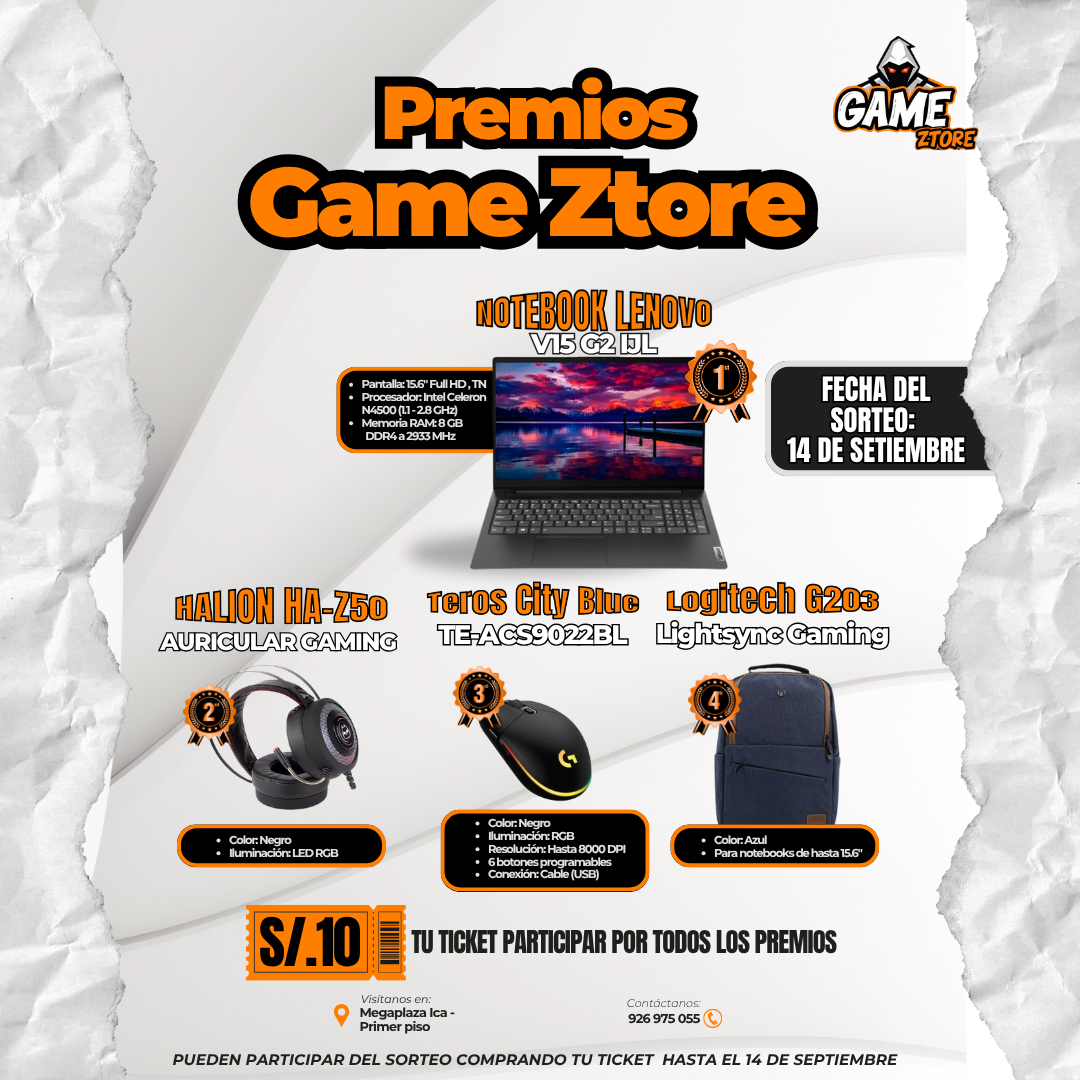 GAME
ZTORE
Premios
Game Ztore
NOTEBOOK LENOVO
V15 G2 IJL
1st
• Pantalla: 15.6" Full HD , TN
• Procesador: Intel Celeron
N4500 (1.1 - 2.8 GHz)
• Memoria RAM: 8 GB
DDR4 a 2933 MHz
FECHA DEL
SORTEO:
14 DE SETIEMBRE
HALION HA-Z50
AURICULAR GAMING
2
• Color: Negro
• Iluminación: LED RGB
Teros City Blue
TE-ACS9022BL
3
• Color: Negro
• Iluminación: RGB
• Resolución: Hasta 8000 DPI
• 6 botones programables
• Conexión: Cable (USB)
Logitech G203
Lightsync Gaming
4
• Color: Azul
• Para notebooks de hasta 15.6"
S/.10
TU TICKET PARTICIPAR POR TODOS LOS PREMIOS
Visítanos en:
Megaplaza Ica -
Primer piso
Contáctanos:
926 975 055
PUEDEN PARTICIPAR DEL SORTEO COMPRANDO TU TICKET HASTA EL 14 DE SEPTIEMBRE